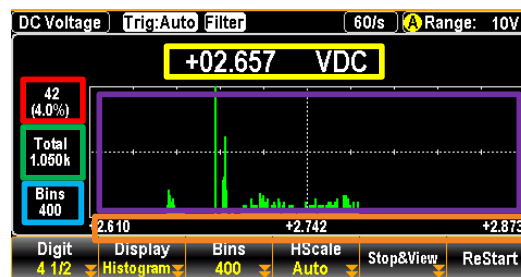 DC Voltage Trig:Auto Filter 60/s A Range: 10V
+02.657 VDC
42
(4.0%)
Total
1.050k
Bins
400
+2.610 +2.742 +2.873
Digit Display Bins HScale Stop&View ReStart
4 1/2 Histogram 400 Auto